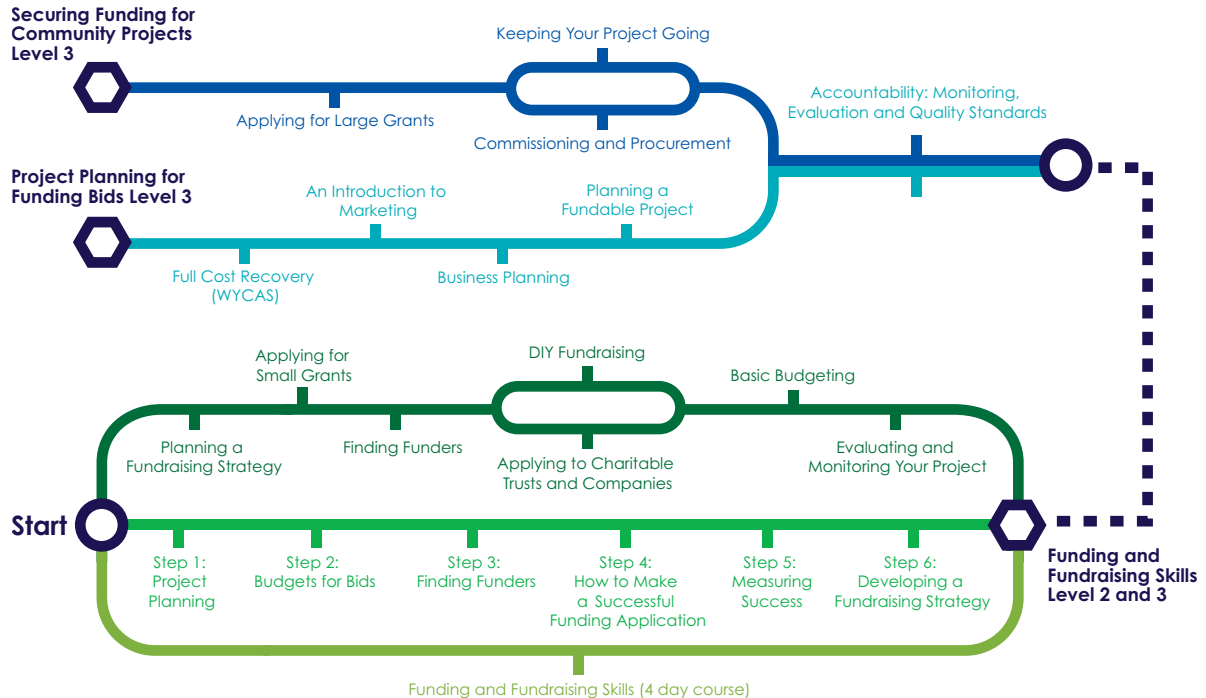 Securing Funding for
Community Projects
Level 3
Keeping Your Project Going
Applying for Large Grants
Commissioning and Procurement
Accountability: Monitoring,
Evaluation and Quality Standards
Project Planning for
Funding Bids Level 3
An Introduction to
Marketing
Planning a
Fundable Project
Full Cost Recovery
(WYCAS)
Business Planning
Applying for
Small Grants
DIY Fundraising
Basic Budgeting
Planning a
Fundraising Strategy
Finding Funders
Applying to Charitable
Trusts and Companies
Evaluating and
Monitoring Your Project
Start
Step 1:
Project
Planning
Step 2:
Budgets for Bids
Step 3:
Finding Funders
Step 4:
How to Make
a Successful
Funding Application
Step 5:
Measuring
Success
Step 6:
Developing a
Fundraising Strategy
Funding and
Fundraising Skills
Level 2 and 3
Funding and Fundraising Skills (4 day course)